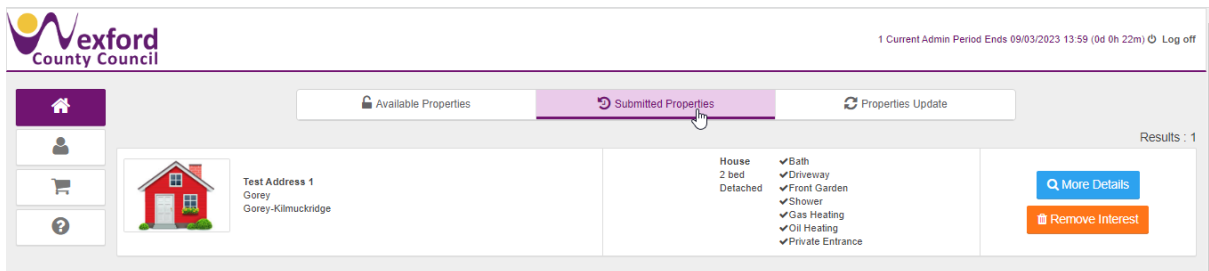 Wexford
County Council
1 Current Admin Period Ends 09/03/2023 13:59 (0d 0h 22m) Log off
Available Properties
Submitted Properties
Properties Update
Results : 1
Test Address 1
Gorey
Gorey-Kilmuckridge
House
2 bed
Detached
Bath
Driveway
Front Garden
Shower
Gas Heating
Oil Heating
Private Entrance
More Details
Remove Interest